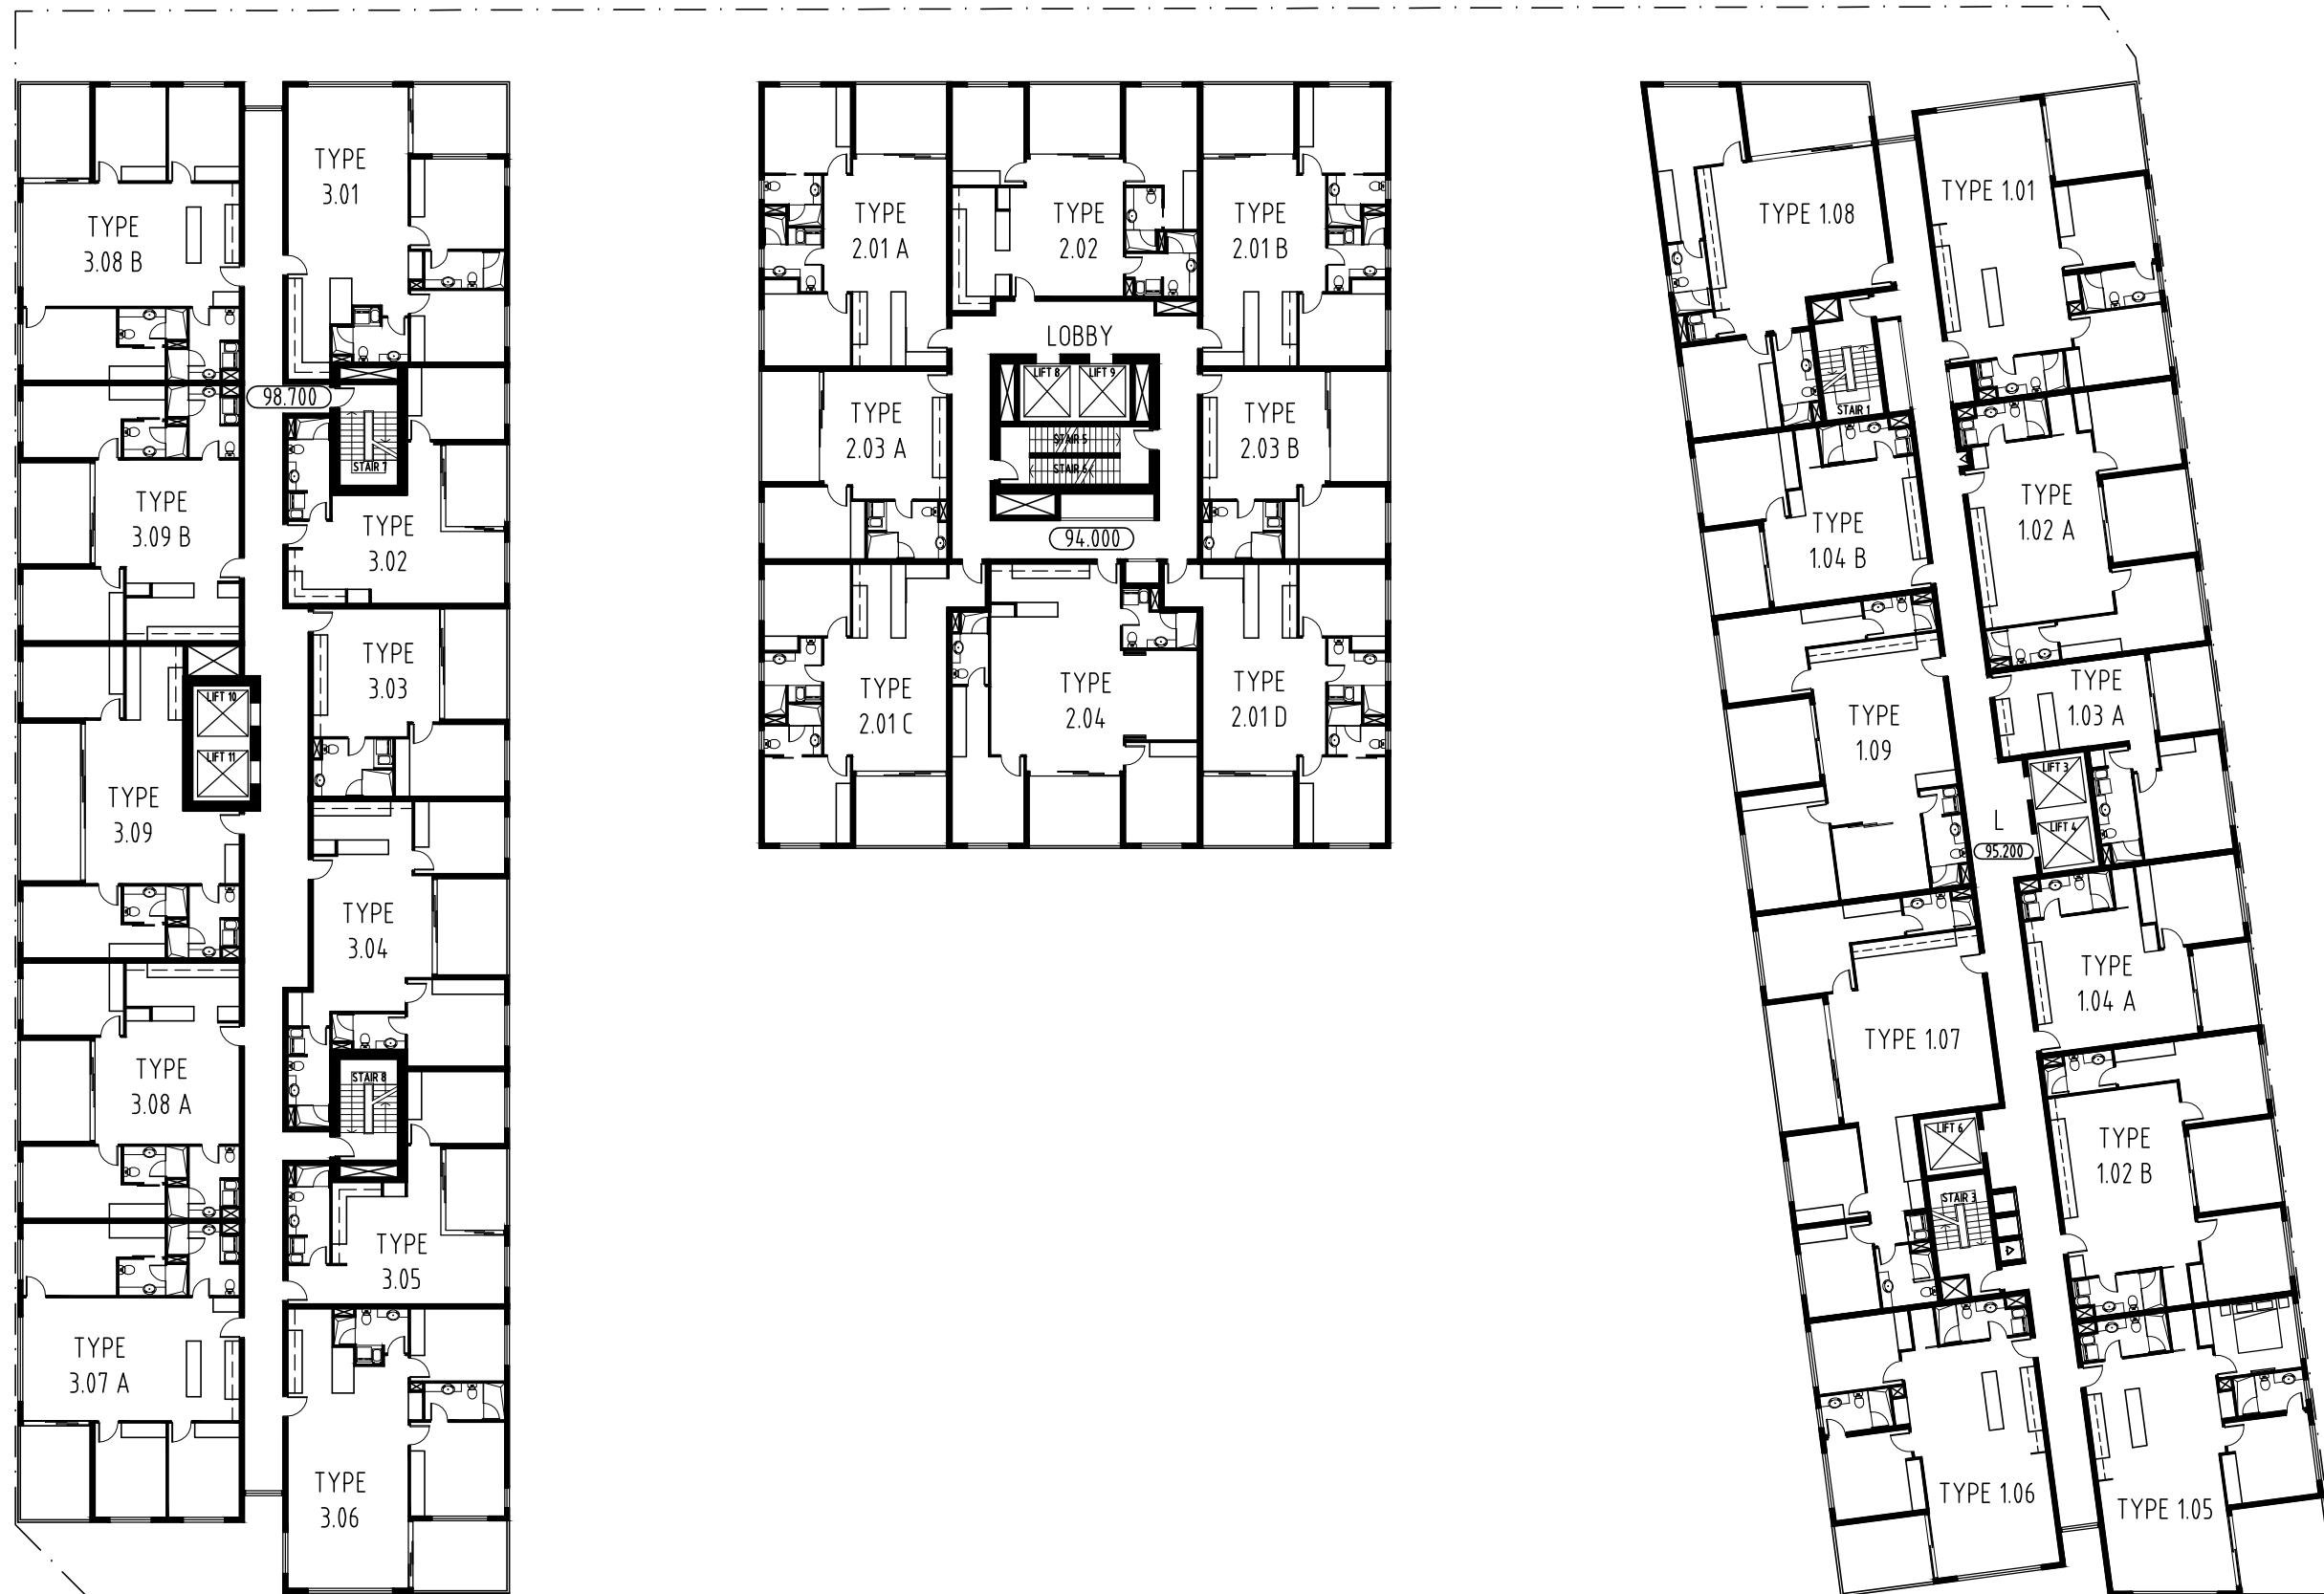 TYPE
3.08 B
TYPE
3.01
98.700
STAIR 7
TYPE
3.09 B
TYPE
3.02
TYPE
3.03
LIFT 10
LIFT 11
TYPE
3.09
TYPE
3.04
TYPE
3.08 A
STAIR 8
TYPE
3.05
TYPE
3.07 A
TYPE
3.06
TYPE
2.01 A
TYPE
2.02
TYPE
2.01 B
LOBBY
LIFT 8
LIFT 9
TYPE
2.03 A
STAIR 5
STAIR 6
TYPE
2.03 B
94.000
TYPE
2.01 C
TYPE
2.04
TYPE
2.01 D
TYPE 1.08
TYPE 1.01
STAIR 1
TYPE
1.04 B
TYPE
1.02 A
TYPE
1.03 A
TYPE
1.09
LIFT 3
LIFT 4
L
95.200
TYPE
1.04 A
TYPE 1.07
LIFT 6
TYPE
1.02 B
STAIR 3
TYPE 1.06
TYPE 1.05